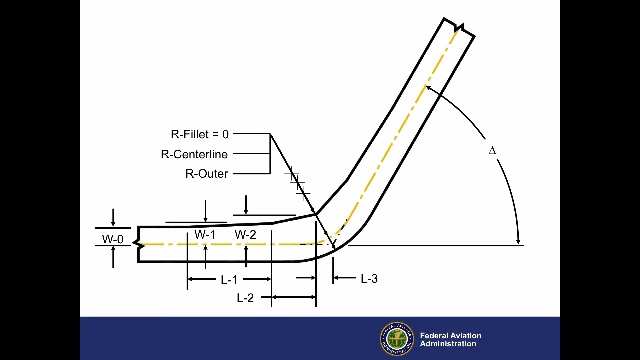 R-Fillet = 0
R-Centerline
R-Outer
Δ
W-0
W-1
W-2
L-1
L-2
L-3
Federal Aviation
Administration